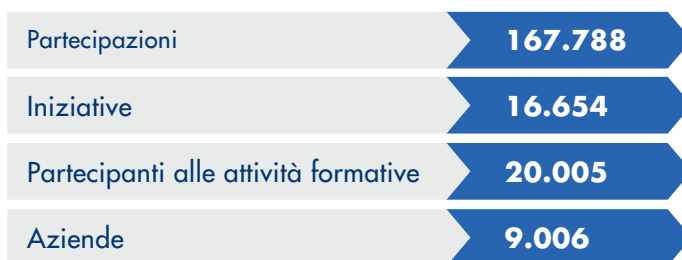 Partecipazioni 167.788
Iniziative 16.654
Partecipanti alle attività formative 20.005
Aziende 9.006